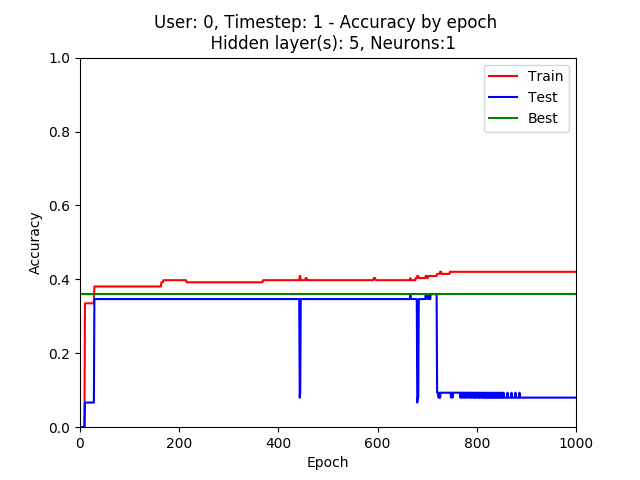 User: 0, Timestep: 1 - Accuracy by epoch
Hidden layer(s): 5, Neurons:1
Train
Test
Best
Accuracy
1.0
0.8
0.6
0.4
0.2
0.0
0 200 400 600 800 1000
Epoch